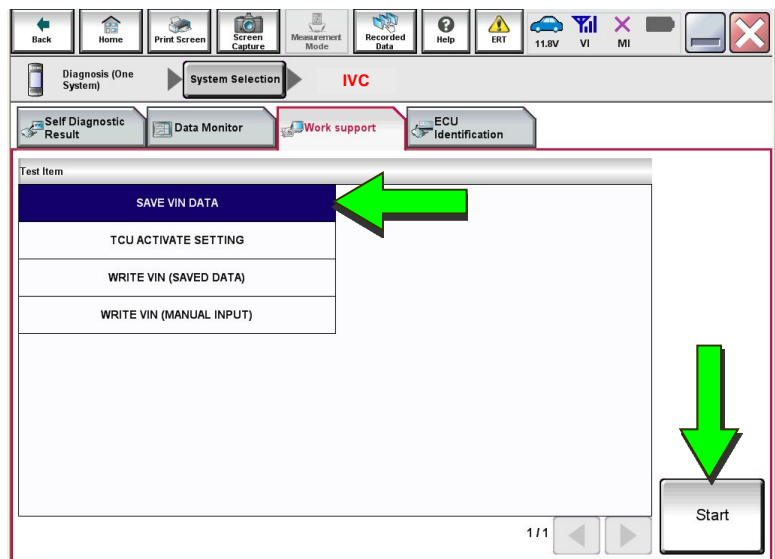 Back
Home
Print Screen
Screen
Capture
Measurement
Mode
Recorded
Data
Help
ERT
11.8V
VI
MI
Diagnosis (One
System)
System Selection
IVC
Self Diagnostic
Result
Data Monitor
Work support
ECU
Identification
Test Item
SAVE VIN DATA
TCU ACTIVATE SETTING
WRITE VIN (SAVED DATA)
WRITE VIN (MANUAL INPUT)
1/1
Start